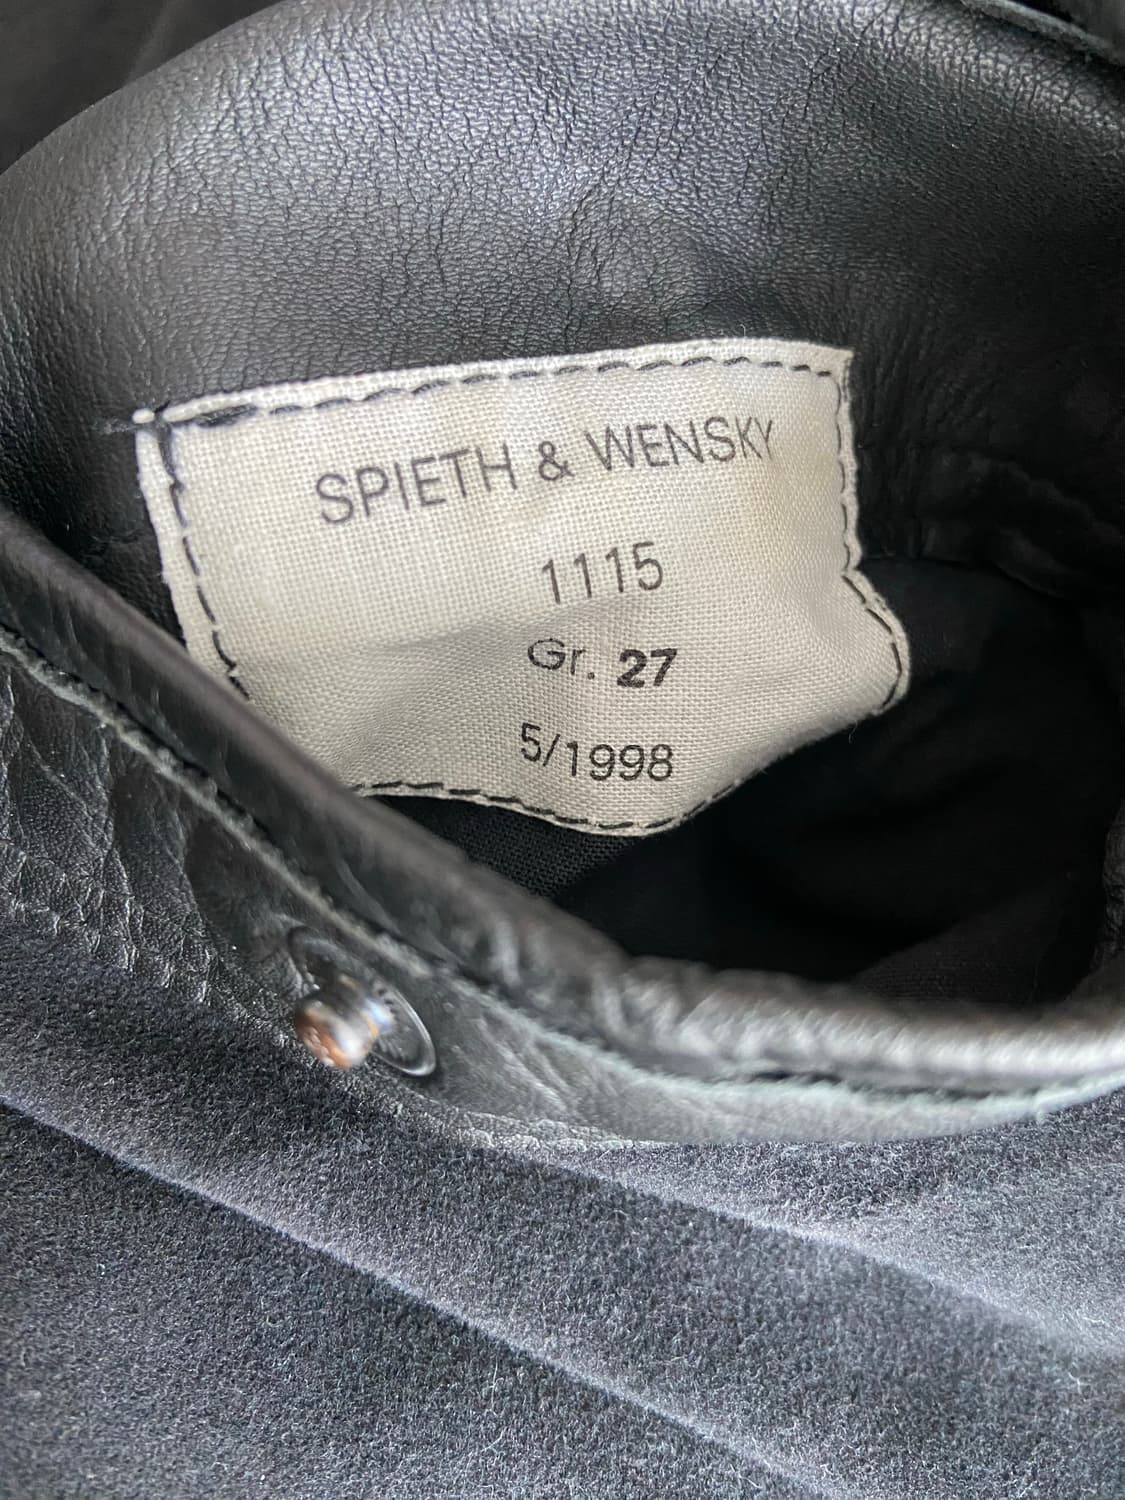 SPIETH & WENSKY
1115
Gr. 27
5/1998